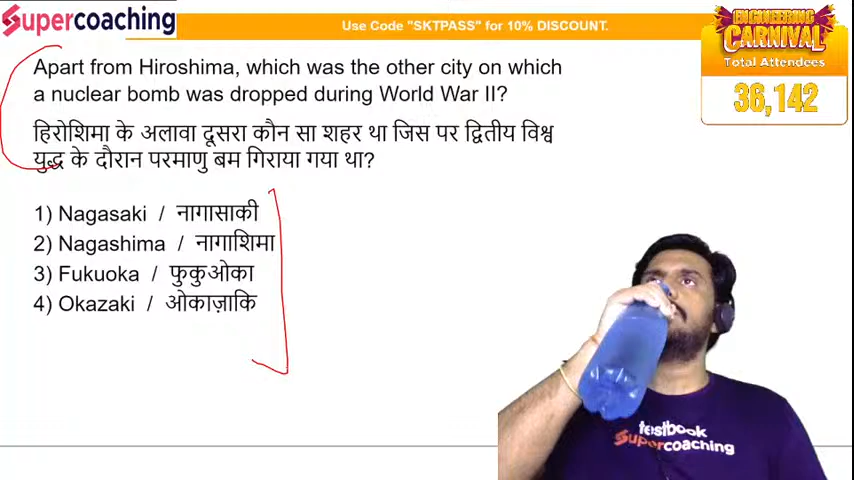 Supercoaching
Use Code "SKTPASS" for 10% DISCOUNT.
ENGINEERING
CARNIVAL
Total Attendees
36,142
Apart from Hiroshima, which was the other city on which
a nuclear bomb was dropped during World War II?
हिरोशिमा के अलावा दूसरा कौन सा शहर था जिस पर द्वितीय विश्व
युद्ध के दौरान परमाणु बम गिराया गया था?
1) Nagasaki / नागासाकी
2) Nagashima / नागाशिमा
3) Fukuoka / फुकुओका
4) Okazaki / ओकाज़ाकि
testbook
Supercoaching